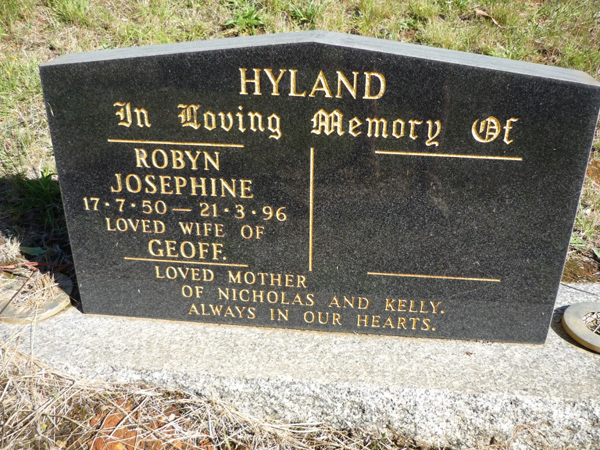 HYLAND
In Loving Memory Of
ROBYN
JOSEPHINE
17·7·50 — 21·3·96
LOVED WIFE OF
GEOFF.
LOVED MOTHER
OF NICHOLAS AND KELLY.
ALWAYS IN OUR HEARTS.